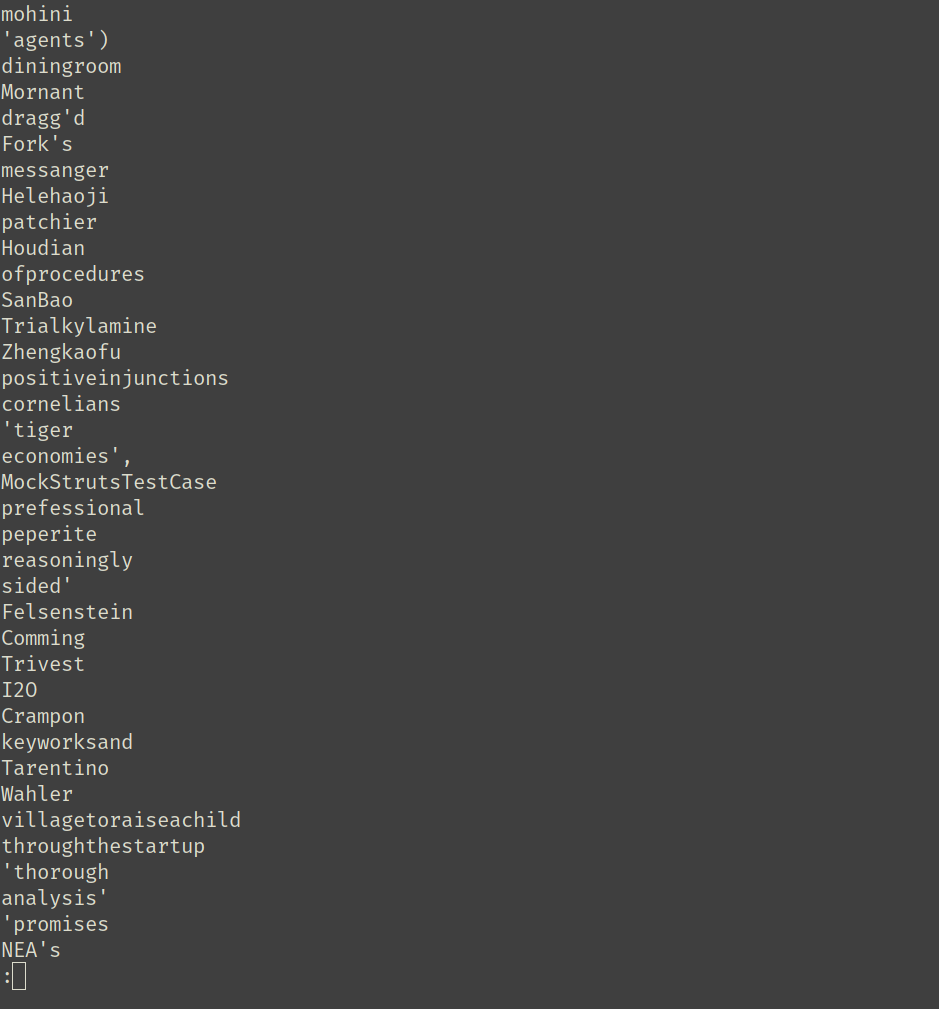 mohini
'agents')
diningroom
Mornant
dragg'd
Fork's
messanger
Helehaoji
patchier
Houdian
ofprocedures
SanBao
Trialkylamine
Zhengkaofu
positiveinjunctions
cornelians
'tiger
economies',
MockStrutsTestCase
prefessional
peperite
reasoningly
sided'
Felsenstein
Comming
Trivest
I2O
Crampon
keyworksand
Tarentino
Wahler
villagetoraiseachild
throughthestartup
'thorough
analysis'
'promises
NEA's
: